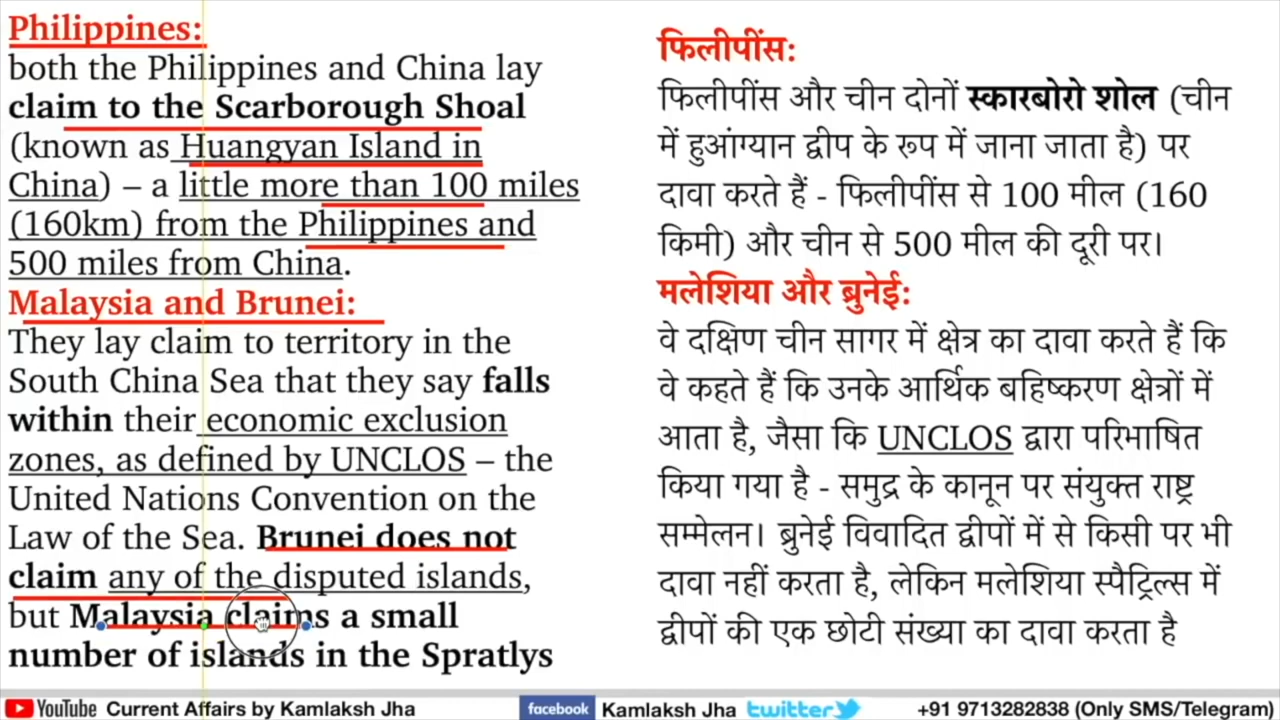 Philippines:
both the Philippines and China lay
claim to the Scarborough Shoal
(known as Huangyan Island in
China) – a little more than 100 miles
(160km) from the Philippines and
500 miles from China.
Malaysia and Brunei:
They lay claim to territory in the
South China Sea that they say falls
within their economic exclusion
zones, as defined by UNCLOS – the
United Nations Convention on the
Law of the Sea. Brunei does not
claim any of the disputed islands,
but Malaysia claims a small
number of islands in the Spratlys
फिलीपींस:
फिलीपींस और चीन दोनों स्कारबोरो शोल (चीन
में हुआंग्यान द्वीप के रूप में जाना जाता है) पर
दावा करते हैं - फिलीपींस से 100 मील (160
किमी) और चीन से 500 मील की दूरी पर।
मलेशिया और ब्रुनेई:
वे दक्षिण चीन सागर में क्षेत्र का दावा करते हैं कि
वे कहते हैं कि उनके आर्थिक बहिष्करण क्षेत्रों में
आता है, जैसा कि UNCLOS द्वारा परिभाषित
किया गया है - समुद्र के कानून पर संयुक्त राष्ट्र
सम्मेलन। ब्रुनेई विवादित द्वीपों में से किसी पर भी
दावा नहीं करता है, लेकिन मलेशिया स्पैट्रिल्स में
द्वीपों की एक छोटी संख्या का दावा करता है
YouTube Current Affairs by Kamlaksh Jha facebook Kamlaksh Jha twitter +91 9713282838 (Only SMS/Telegram)